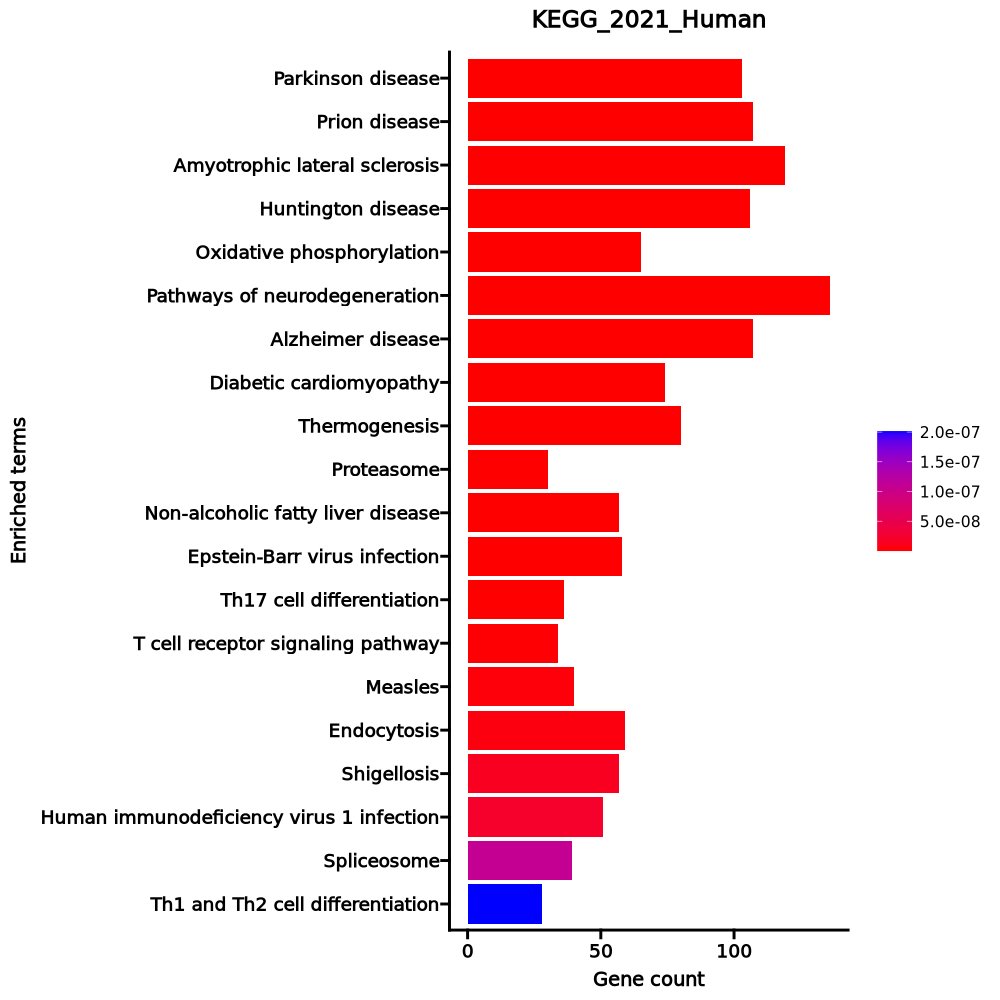 KEGG_2021_Human
Parkinson disease
Prion disease
Amyotrophic lateral sclerosis
Huntington disease
Oxidative phosphorylation
Pathways of neurodegeneration
Alzheimer disease
Diabetic cardiomyopathy
Thermogenesis
Proteasome
Non-alcoholic fatty liver disease
Epstein-Barr virus infection
Th17 cell differentiation
T cell receptor signaling pathway
Measles
Endocytosis
Shigellosis
Human immunodeficiency virus 1 infection
Spliceosome
Th1 and Th2 cell differentiation
Enriched terms
0 50 100
Gene count
2.0e-07
1.5e-07
1.0e-07
5.0e-08